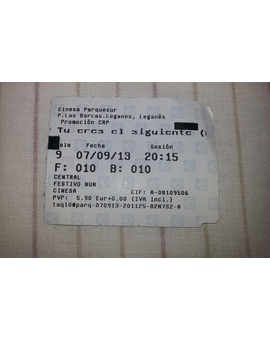 Cinesa Parquesur
P.Las Barcas.Leganes, Leganés
Promoción CRP
Tu eres el siguiente (
Sala Fecha Sesión
9 07/09/13 20:15
F: 010 B: 010
CENTRAL
FESTIVO NUM
CINESA CIF: A-08109506
PVP: 5.90 Eur+0.00 (IVA incl.)
taq10@parq-070913-201125-82N7S2-A